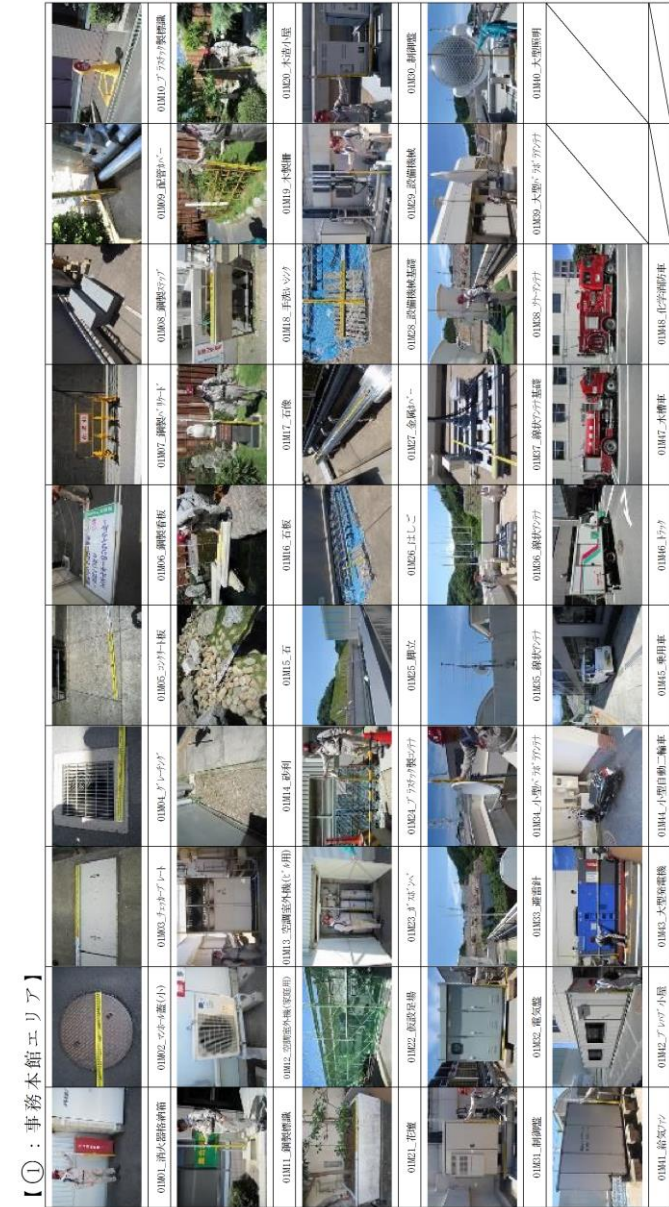 【①：事務本館エリア】
01M01_消火器格納箱
01M02_マンホール蓋(小)
01M03_チェッカープレート
01M04_グレーチング
01M05_コンクリート板
01M06_鋼製看板
01M07_鋼製バリケード
01M08_鋼製ステップ
01M09_配管カバー
01M10_プラスチック製標識
01M11_鋼製標識
01M12_空調室外機(家庭用)
01M13_空調室外機(ビル用)
01M14_砂利
01M15_石
01M16_石板
01M17_石像
01M18_手洗いシンク
01M19_木製柵
01M20_木造小屋
01M21_花壇
01M22_仮設足場
01M23_ガスボンベ
01M24_プラスチック製コンテナ
01M25_脚立
01M26_はしご
01M27_金属カバー
01M28_設備機械基礎
01M29_設備機械
01M30_制御盤
01M31_制御盤
01M32_電気盤
01M33_避雷針
01M34_小型パラボラアンテナ
01M35_線状アンテナ
01M36_線状アンテナ
01M37_線状アンテナ基礎
01M38_ホーンアンテナ
01M39_大型パラボラアンテナ
01M40_大型照明
01M41_給気ファン
01M42_プレハブ小屋
01M43_大型発電機
01M44_小型自動二輪車
01M45_乗用車
01M46_トラック
01M47_水槽車
01M48_化学消防車